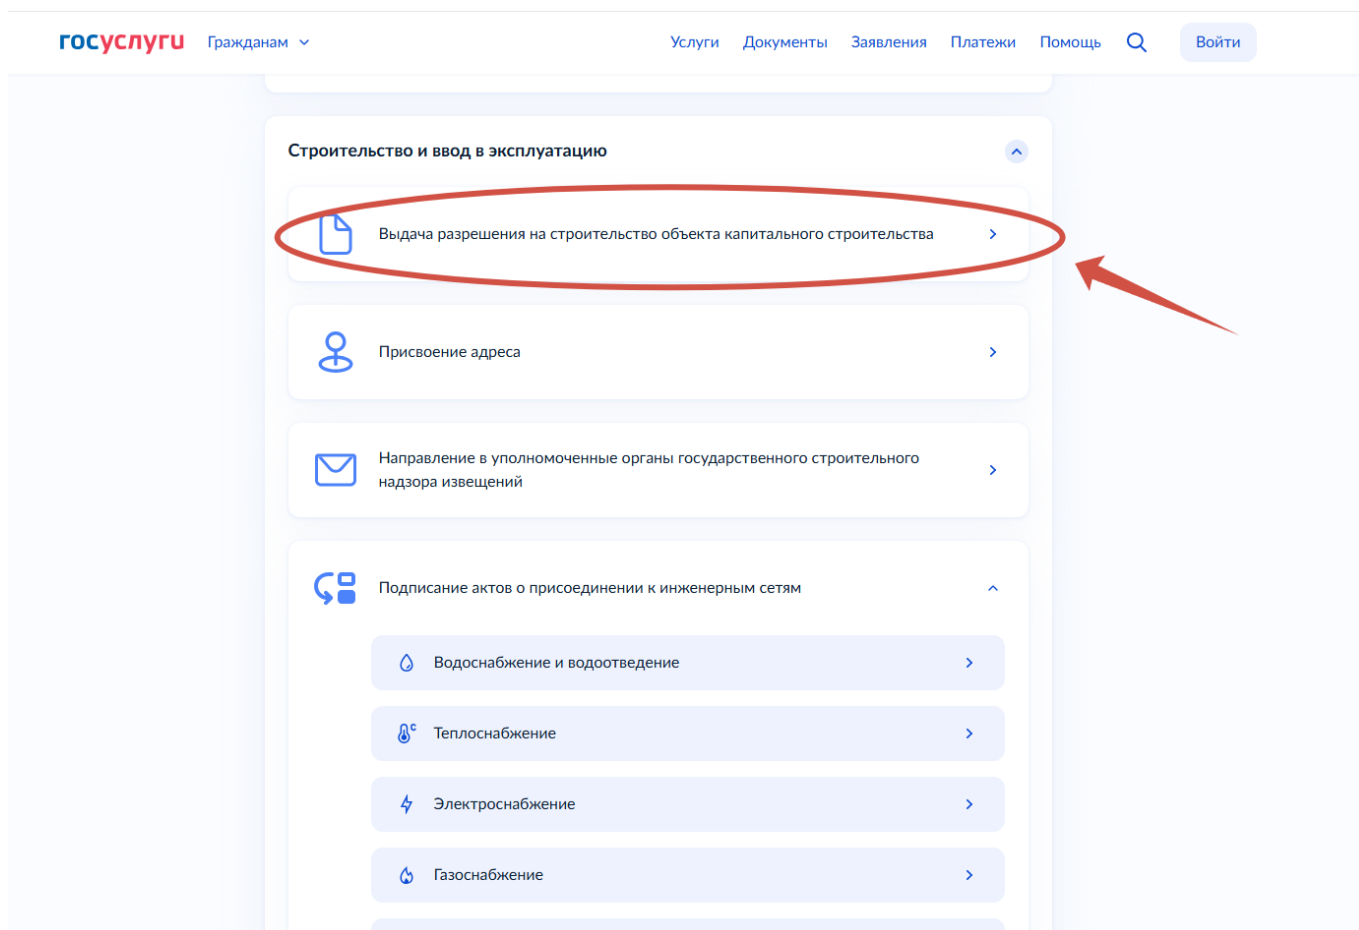 госуслуги Гражданам Услуги Документы Заявления Платежи Помощь Войти
Строительство и ввод в эксплуатацию
Выдача разрешения на строительство объекта капитального строительства
Присвоение адреса
Направление в уполномоченные органы государственного строительного
надзора извещений
Подписание актов о присоединении к инженерным сетям
Водоснабжение и водоотведение
Теплоснабжение
Электроснабжение
Газоснабжение